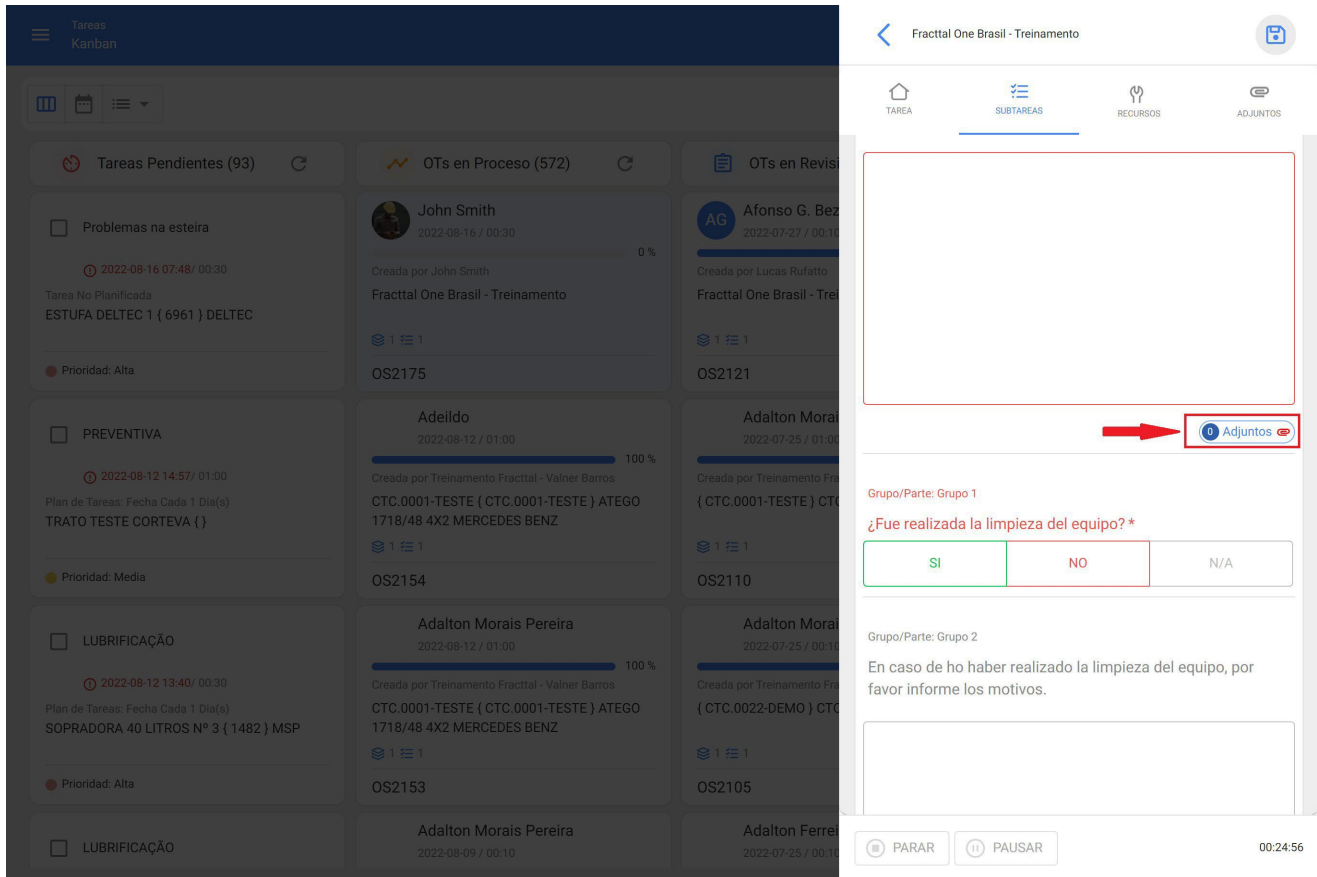 Tareas
Kanban
Tareas Pendientes (93)
Problemas na esteira
2022-08-16 07:48/ 00:30
Tarea No Planificada
ESTUFA DELTEC 1 { 6961 } DELTEC
Prioridad: Alta
PREVENTIVA
2022-08-12 14:57/ 01:00
Plan de Tareas: Fecha Cada 1 Dia(s)
TRATO TESTE CORTEVA { }
Prioridad: Media
LUBRIFICAÇÃO
2022-08-12 13:40/ 00:30
Plan de Tareas: Fecha Cada 1 Dia(s)
SOPRADORA 40 LITROS Nº 3 { 1482 } MSP
Prioridad: Alta
LUBRIFICAÇÃO
OTs en Proceso (572)
John Smith
2022-08-16 / 00:30
0 %
Creada por John Smith
Fracttal One Brasil - Treinamento
1 1
OS2175
Adeildo
2022-08-12 / 01:00
100 %
Creada por Treinamento Fracttal - Valner Barros
CTC.0001-TESTE { CTC.0001-TESTE } ATEGO
1718/48 4X2 MERCEDES BENZ
1 1
OS2154
Adalton Morais Pereira
2022-08-12 / 01:00
100 %
Creada por Treinamento Fracttal - Valner Barros
CTC.0001-TESTE { CTC.0001-TESTE } ATEGO
1718/48 4X2 MERCEDES BENZ
1 1
OS2153
Adalton Morais Pereira
2022-08-09 / 00:10
OTs en Revisi
AG
Afonso G. Bez
2022-07-27 / 00:10
Creada por Lucas Rufatto
Fracttal One Brasil - Trei
1 1
OS2121
Adalton Morai
2022-07-25 / 01:00
Creada por Treinamento Fra
{ CTC.0001-TESTE } CTC
1 1
OS2110
Adalton Morai
2022-07-25 / 00:10
Creada por Treinamento Fra
{ CTC.0022-DEMO } CTC
1 1
OS2105
Adalton Ferrei
2022-07-25 / 00:10
Fracttal One Brasil - Treinamento
TAREA
SUBTAREAS
RECURSOS
ADJUNTOS
0 Adjuntos
Grupo/Parte: Grupo 1
¿Fue realizada la limpieza del equipo? *
SI
NO
N/A
Grupo/Parte: Grupo 2
En caso de ho haber realizado la limpieza del equipo, por
favor informe los motivos.
PARAR
PAUSAR
00:24:56